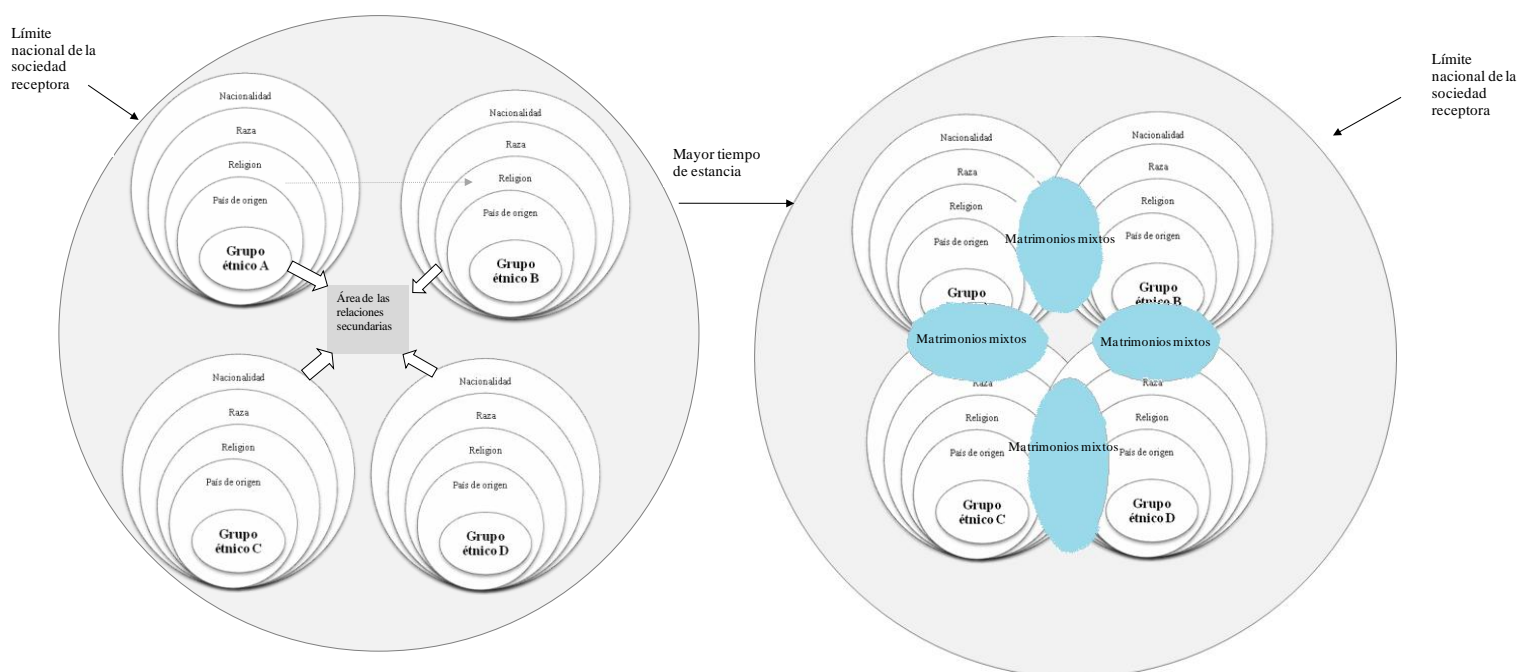 Límite
nacional de la
sociedad
receptora
Nacionalidad
Raza
Religion
País de origen
Grupo
étnico A
Nacionalidad
Raza
Religion
País de origen
Grupo
étnico B
Área de las
relaciones
secundarias
Nacionalidad
Raza
Religion
País de origen
Grupo
étnico C
Nacionalidad
Raza
Religion
País de origen
Grupo
étnico D
Mayor tiempo
de estancia
Límite
nacional de la
sociedad
receptora
Nacionalidad
Raza
Religion
País de origen
Grupo
Nacionalidad
Raza
Religion
País de origen
Grupo
étnico B
Matrimonios mixtos
Matrimonios mixtos
Matrimonios mixtos
Raza
Religion
País de origen
Grupo
étnico C
Raza
Religion
País de origen
Grupo
étnico D
Matrimonios mixtos